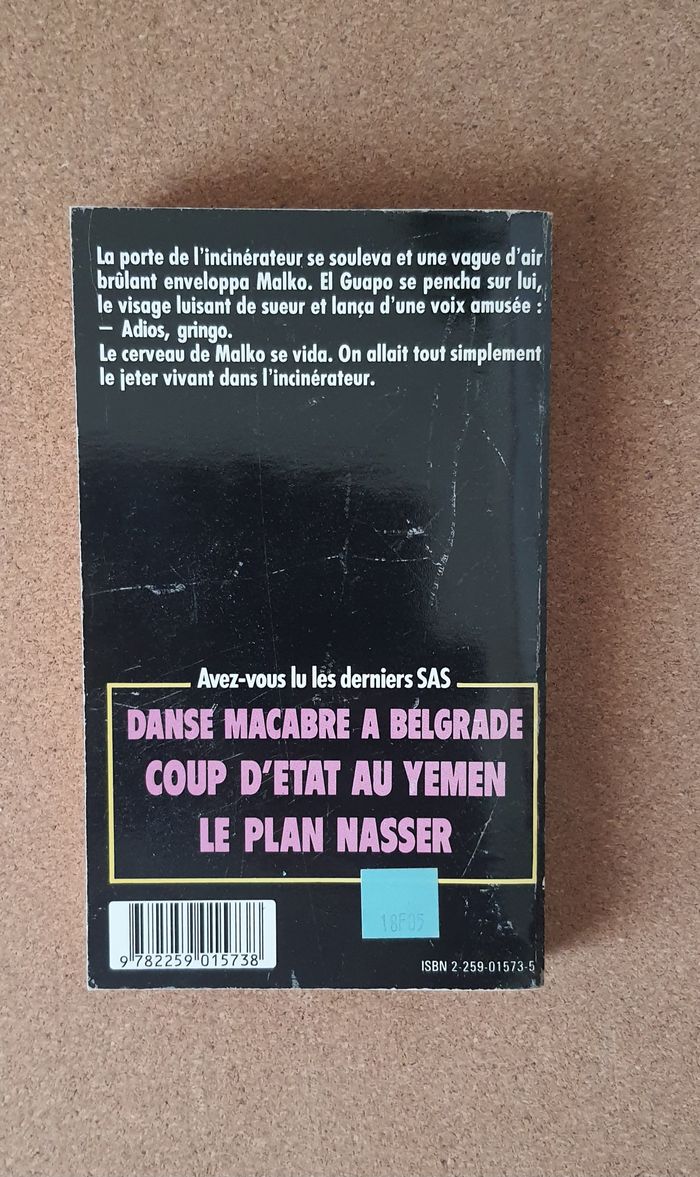 La porte de l'incinérateur se souleva et une vague d'air
brûlant enveloppa Malko. El Guapo se pencha sur lui,
le visage luisant de sueur et lança d'une voix amusée :
— Adios, gringo.
Le cerveau de Malko se vida. On allait tout simplement
le jeter vivant dans l'incinérateur.
Avez-vous lu les derniers SAS
DANSE MACABRE A BELGRADE
COUP D'ETAT AU YEMEN
LE PLAN NASSER
18F05
9 782259 015738
ISBN 2-259-01573-5